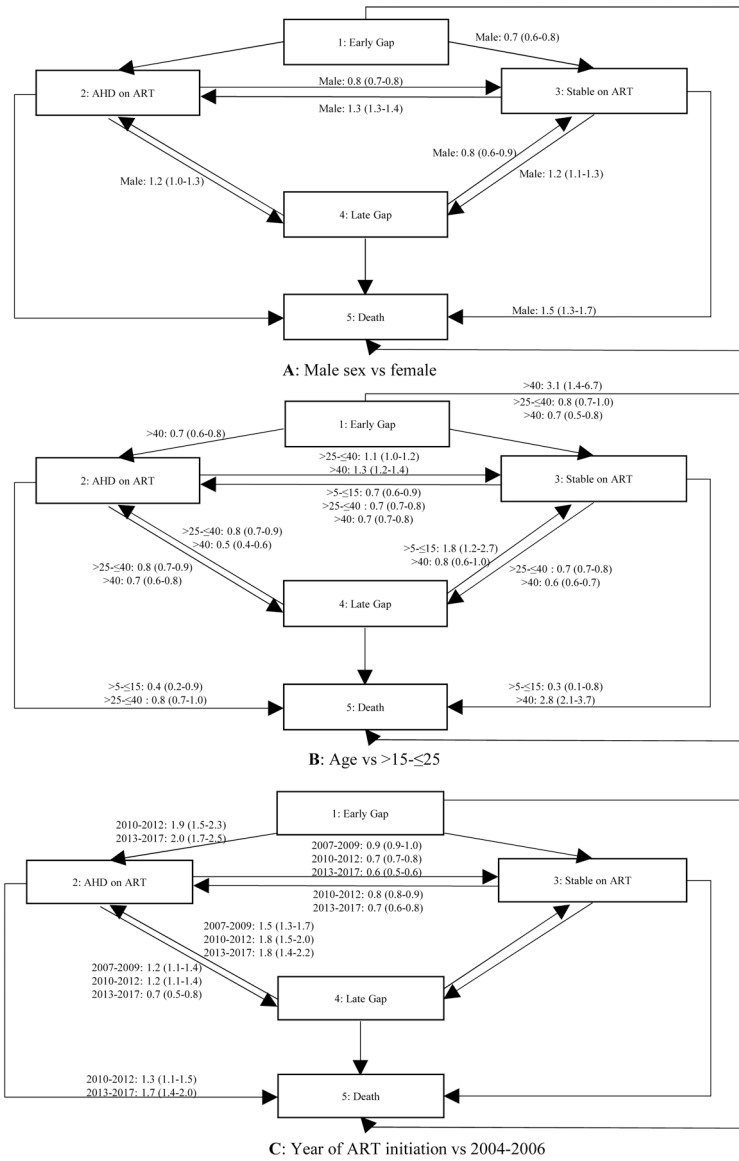 1: Early Gap
Male: 0.7 (0.6-0.8)
2: AHD on ART
Male: 0.8 (0.7-0.8)
3: Stable on ART
Male: 1.3 (1.3-1.4)
Male: 0.8 (0.6-0.9)
Male: 1.2 (1.0-1.3)
Male: 1.2 (1.1-1.3)
4: Late Gap
5: Death
Male: 1.5 (1.3-1.7)
A: Male sex vs female
>40: 3.1 (1.4-6.7)
>25-≤40: 0.8 (0.7-1.0)
>40: 0.7 (0.5-0.8)
1: Early Gap
>40: 0.7 (0.6-0.8)
>25-≤40: 1.1 (1.0-1.2)
>40: 1.3 (1.2-1.4)
2: AHD on ART
3: Stable on ART
>5-≤15: 0.7 (0.6-0.9)
>25-≤40 : 0.7 (0.7-0.8)
>40: 0.7 (0.7-0.8)
>25-≤40: 0.8 (0.7-0.9)
>40: 0.5 (0.4-0.6)
>5-≤15: 1.8 (1.2-2.7)
>40: 0.8 (0.6-1.0)
>25-≤40: 0.8 (0.7-0.9)
>40: 0.7 (0.6-0.8)
>25-≤40 : 0.7 (0.7-0.8)
>40: 0.6 (0.6-0.7)
4: Late Gap
>5-≤15: 0.4 (0.2-0.9)
>25-≤40 : 0.8 (0.7-1.0)
5: Death
>5-≤15: 0.3 (0.1-0.8)
>40: 2.8 (2.1-3.7)
B: Age vs >15-≤25
1: Early Gap
2010-2012: 1.9 (1.5-2.3)
2013-2017: 2.0 (1.7-2.5)
2007-2009: 0.9 (0.9-1.0)
2010-2012: 0.7 (0.7-0.8)
2013-2017: 0.6 (0.5-0.6)
2: AHD on ART
3: Stable on ART
2010-2012: 0.8 (0.8-0.9)
2013-2017: 0.7 (0.6-0.8)
2007-2009: 1.5 (1.3-1.7)
2010-2012: 1.8 (1.5-2.0)
2013-2017: 1.8 (1.4-2.2)
2007-2009: 1.2 (1.1-1.4)
2010-2012: 1.2 (1.1-1.4)
2013-2017: 0.7 (0.5-0.8)
4: Late Gap
2010-2012: 1.3 (1.1-1.5)
2013-2017: 1.7 (1.4-2.0)
5: Death
C: Year of ART initiation vs 2004-2006